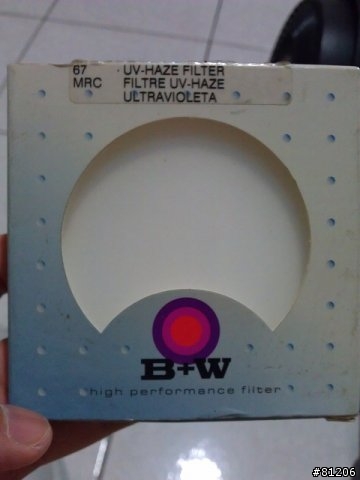 67 · UV-HAZE FILTER
MRC FILTRE UV-HAZE
ULTRAVIOLETA
B+W
high performance filter
#81206